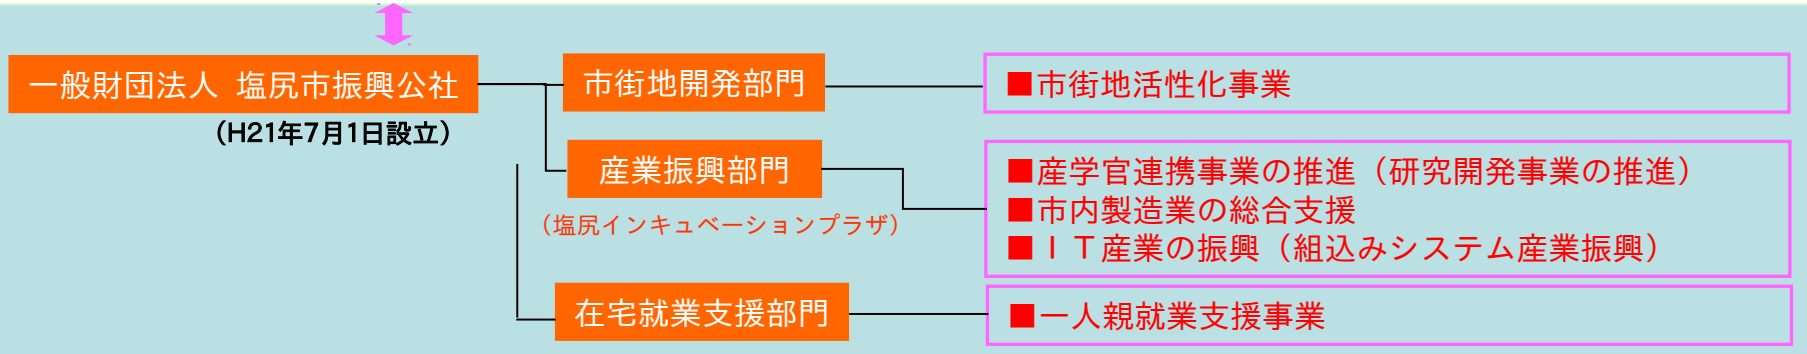 一般財団法人 塩尻市振興公社
（H21年7月1日設立）
市街地開発部門
■市街地活性化事業
産業振興部門
（塩尻インキュベーションプラザ）
■産学官連携事業の推進（研究開発事業の推進）
■市内製造業の総合支援
■ＩＴ産業の振興（組込みシステム産業振興）
在宅就業支援部門
■一人親就業支援事業